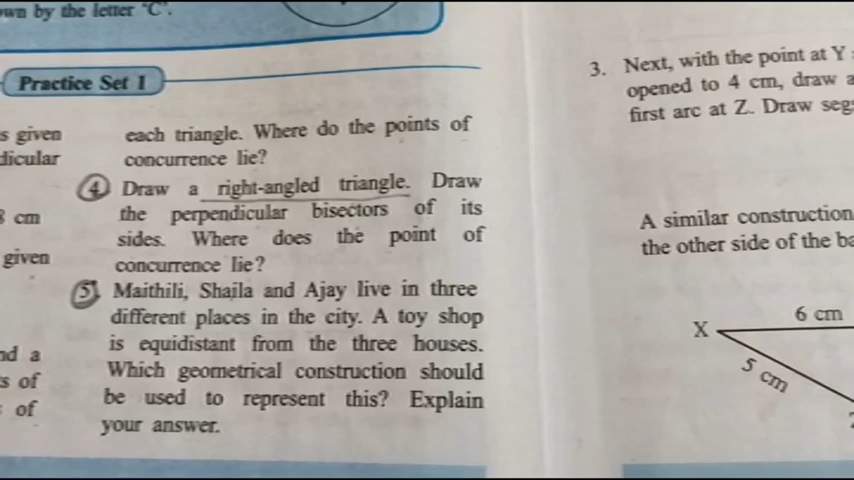 wn by the letter 'C'.
Practice Set 1
s given
dicular
cm
given
nd a
s of
of
each triangle. Where do the points of
concurrence lie?
4 Draw a right-angled triangle. Draw
the perpendicular bisectors of its
sides. Where does the point of
concurrence lie?
5. Maithili, Shaila and Ajay live in three
different places in the city. A toy shop
is equidistant from the three houses.
Which geometrical construction should
be used to represent this? Explain
your answer.
3. Next, with the point at Y
opened to 4 cm, draw a
first arc at Z. Draw seg
A similar construction
the other side of the ba
X
6 cm
5 cm